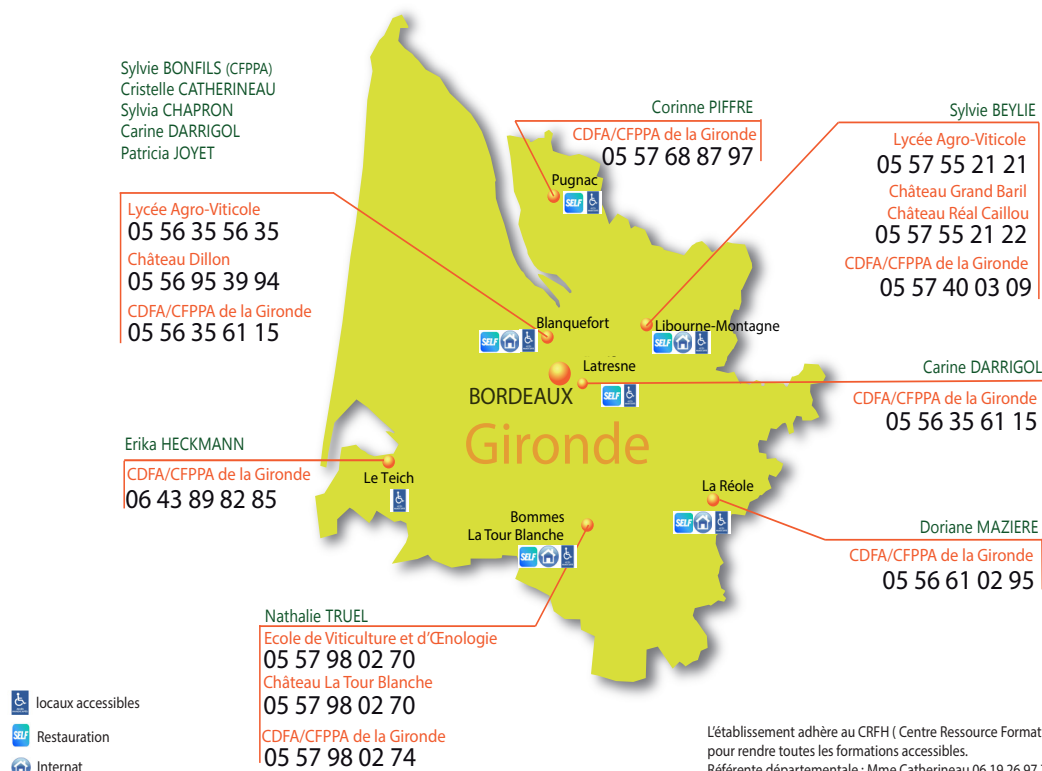 Sylvie BONFILS (CFPPA)
Cristelle CATHERINEAU
Sylvia CHAPRON
Carine DARRIGOL
Patricia JOYET
Lycée Agro-Viticole
05 56 35 56 35
Château Dillon
05 56 95 39 94
CDFA/CFPPA de la Gironde
05 56 35 61 15
Corinne PIFFRE
CDFA/CFPPA de la Gironde
05 57 68 87 97
Sylvie BEYLIE
Lycée Agro-Viticole
05 57 55 21 21
Château Grand Baril
Château Réal Caillou
05 57 55 21 22
CDFA/CFPPA de la Gironde
05 57 40 03 09
Pugnac
SELF
Blanquefort
SELF
Libourne-Montagne
SELF
Latresne
SELF
BORDEAUX
Gironde
Carine DARRIGOL
CDFA/CFPPA de la Gironde
05 56 35 61 15
Erika HECKMANN
CDFA/CFPPA de la Gironde
06 43 89 82 85
Le Teich
La Réole
SELF
Bommes
La Tour Blanche
SELF
Doriane MAZIERE
CDFA/CFPPA de la Gironde
05 56 61 02 95
Nathalie TRUEL
Ecole de Viticulture et d'Œnologie
05 57 98 02 70
Château La Tour Blanche
05 57 98 02 70
CDFA/CFPPA de la Gironde
05 57 98 02 74
locaux accessibles
SELF Restauration
Internat
L'établissement adhère au CRFH ( Centre Ressource Format
pour rendre toutes les formations accessibles.
Référente départementale : Mme Catherineau 06 19 26 97